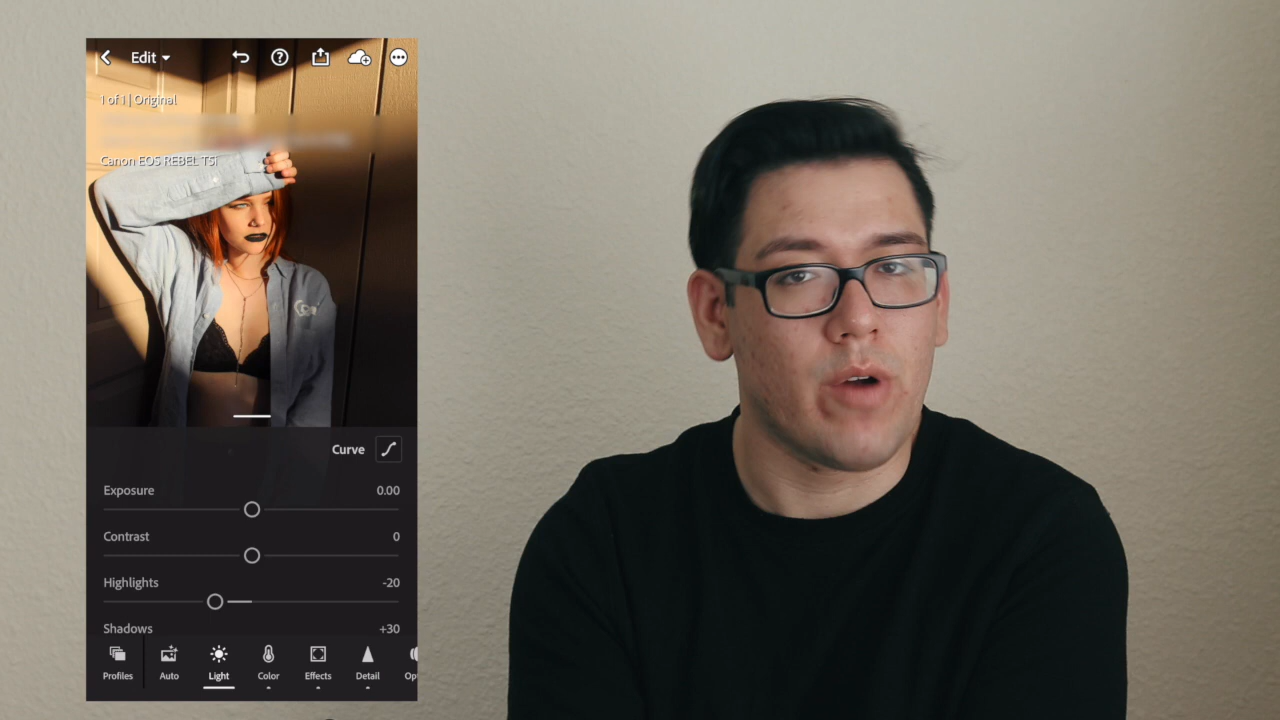 Edit
1 of 1 | Original
Canon EOS REBEL T5i
Curve
Exposure 0.00
Contrast 0
Highlights -20
Shadows +30
Profiles Auto Light Color Effects Detail Op